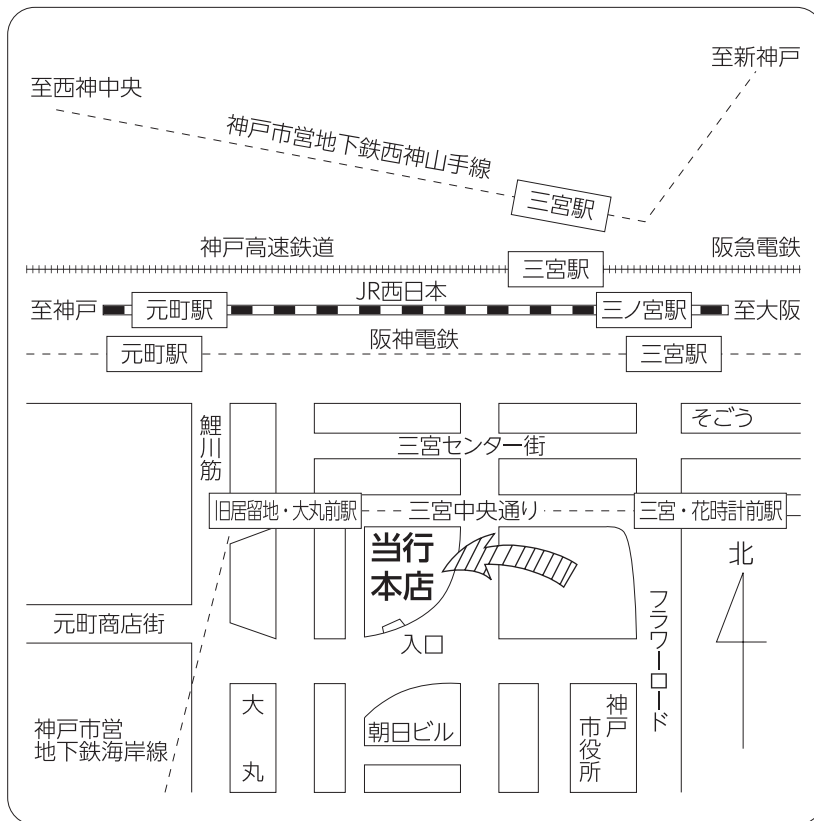 至新神戸
至西神中央
神戸市営地下鉄西神山手線
三宮駅
神戸高速鉄道
三宮駅
阪急電鉄
JR西日本
至神戸
元町駅
三ノ宮駅
至大阪
元町駅
阪神電鉄
三宮駅
鯉川筋
三宮センター街
そごう
旧居留地・大丸前駅
三宮中央通り
三宮・花時計前駅
当行
本店
北
入口
フラワーロード
元町商店街
大丸
朝日ビル
神戸
市役所
神戸市営
地下鉄海岸線